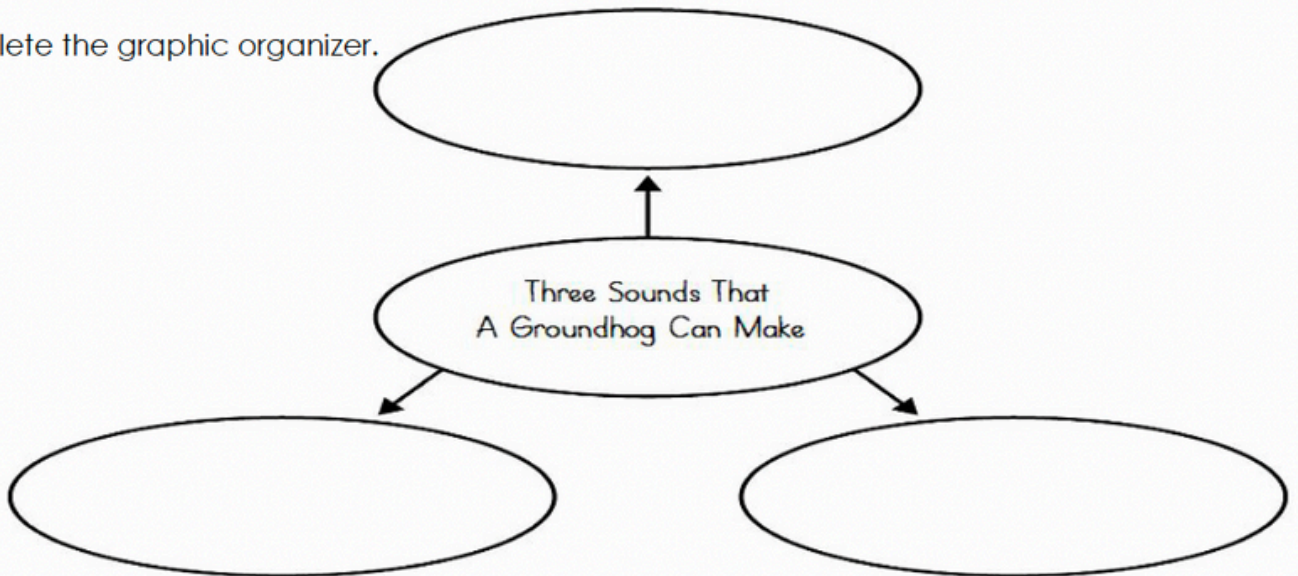 lete the graphic organizer.
Three Sounds That
A Groundhog Can Make